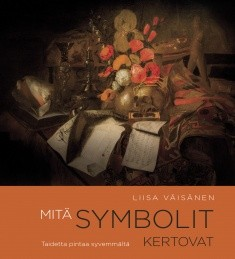 LIISA VÄISÄNEN
MITÄ SYMBOLIT
KERTOVAT
Taidetta pintaa syvemmältä